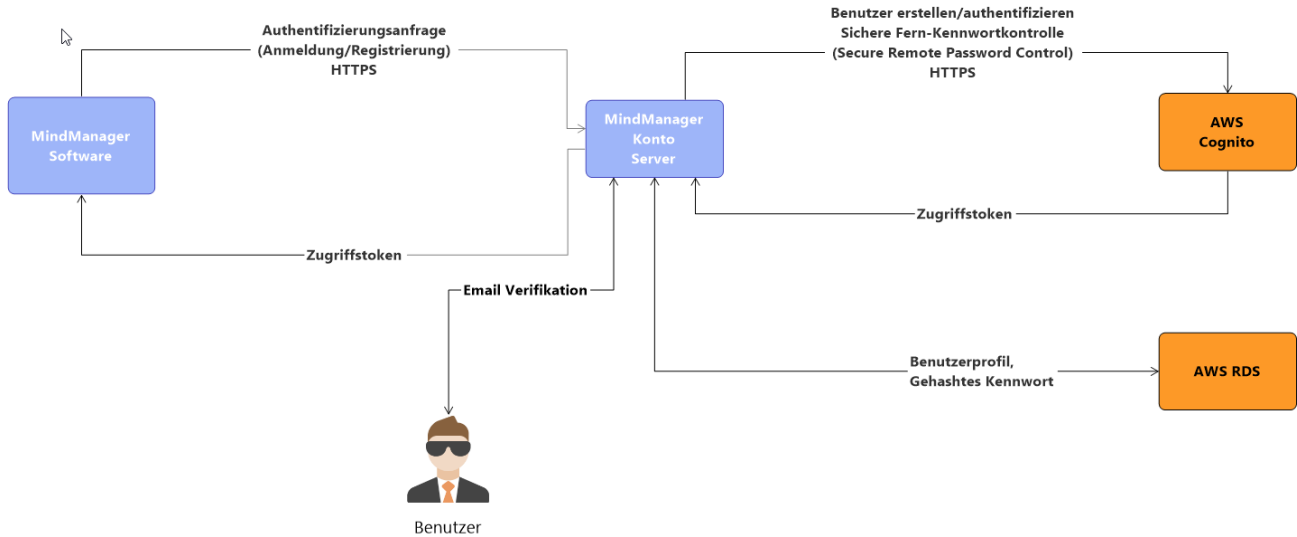 Authentifizierungsanfrage
(Anmeldung/Registrierung)
HTTPS
Benutzer erstellen/authentifizieren
Sichere Fern-Kennwortkontrolle
(Secure Remote Password Control)
HTTPS
MindManager
Software
MindManager
Konto
Server
AWS
Cognito
Zugriffstoken
Zugriffstoken
Email Verifikation
Benutzerprofil,
Gehashtes Kennwort
AWS RDS
Benutzer